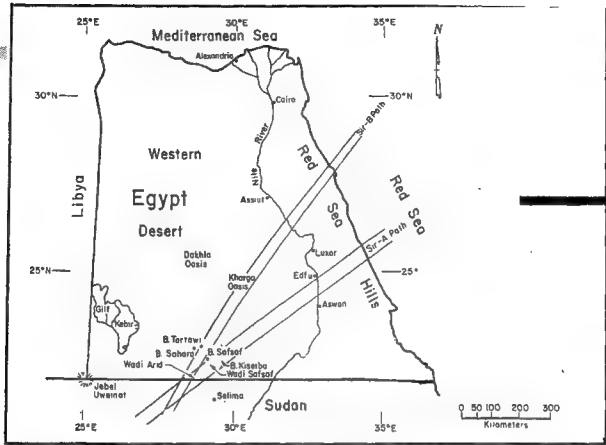 25°E
30°E
35°E
Mediterranean Sea
N
Alexandria
30°N
30°N
Cairo
Sir-B Path
River
Western
Red
Sea
Hills
Red Sea
Nile
Libya
Egypt
Assiut
Desert
Sir-A Path
Dakhla
Oasis
Luxor
Kharga
Oasis
Edfu
25°N
25°
Aswan
Gilf
Kebir
B. Tarfawi
B. Safsaf
B. Sahara
B. Kiseiba
Wadi Arid
Wadi Safsaf
Jebel
Uweinat
Selima
Sudan
25°E
30°E
35°E
0 100 200 300
Kilometers